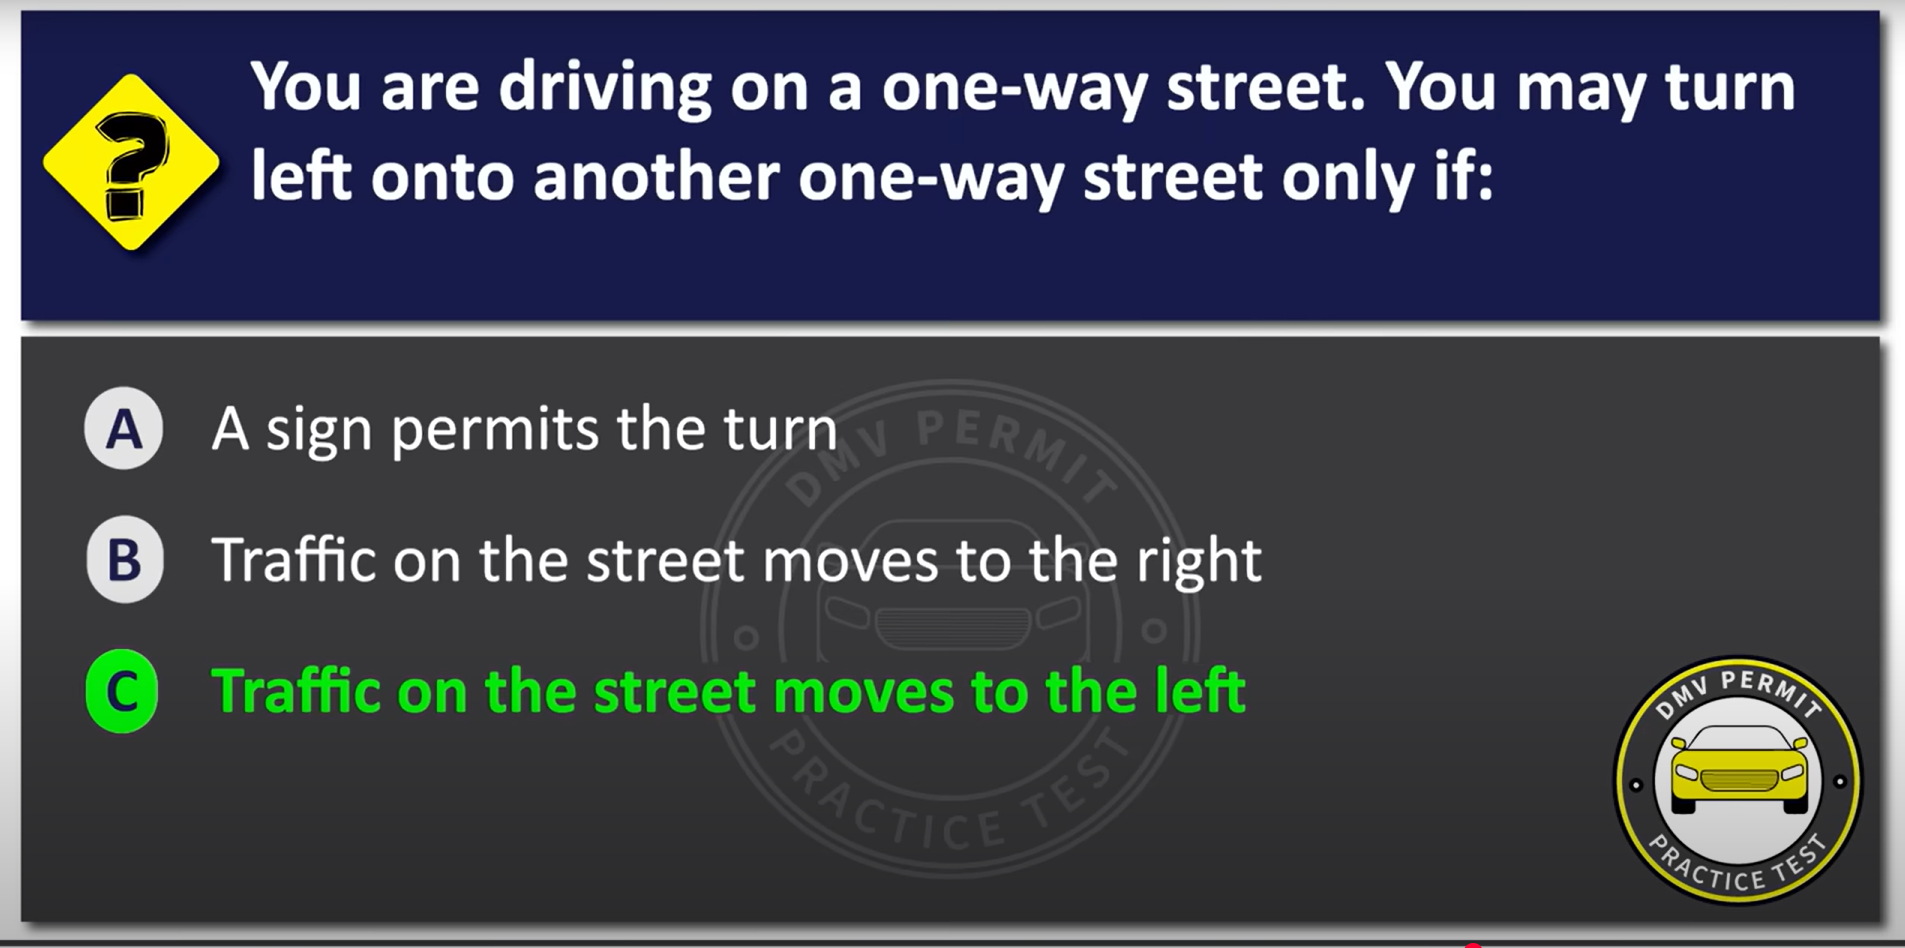 ?
You are driving on a one-way street. You may turn
left onto another one-way street only if:
A A sign permits the turn
B Traffic on the street moves to the right
C Traffic on the street moves to the left
DMV PERMIT
PRACTICE TEST
DMV PERMIT
PRACTICE TEST